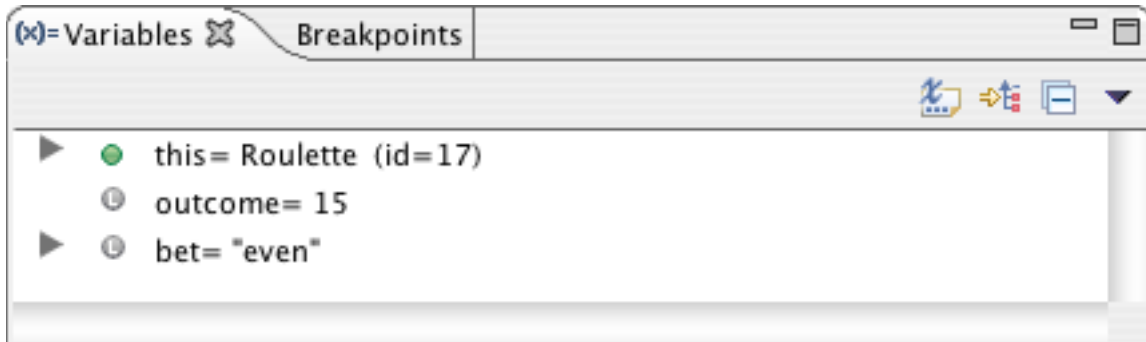 (x)= Variables Breakpoints
this= Roulette (id=17)
outcome= 15
bet= "even"